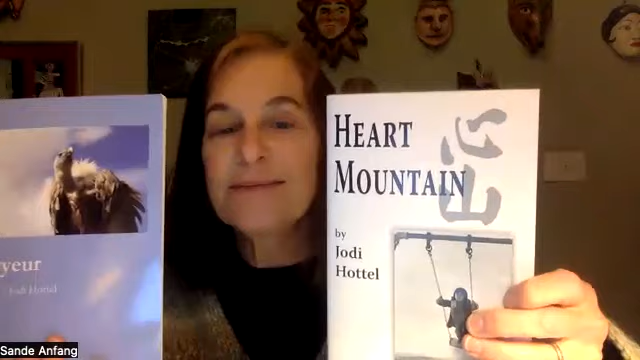 yeur
Jodi Hottel
HEART
MOUNTAIN
心
山
by
Jodi
Hottel
Sande Anfang